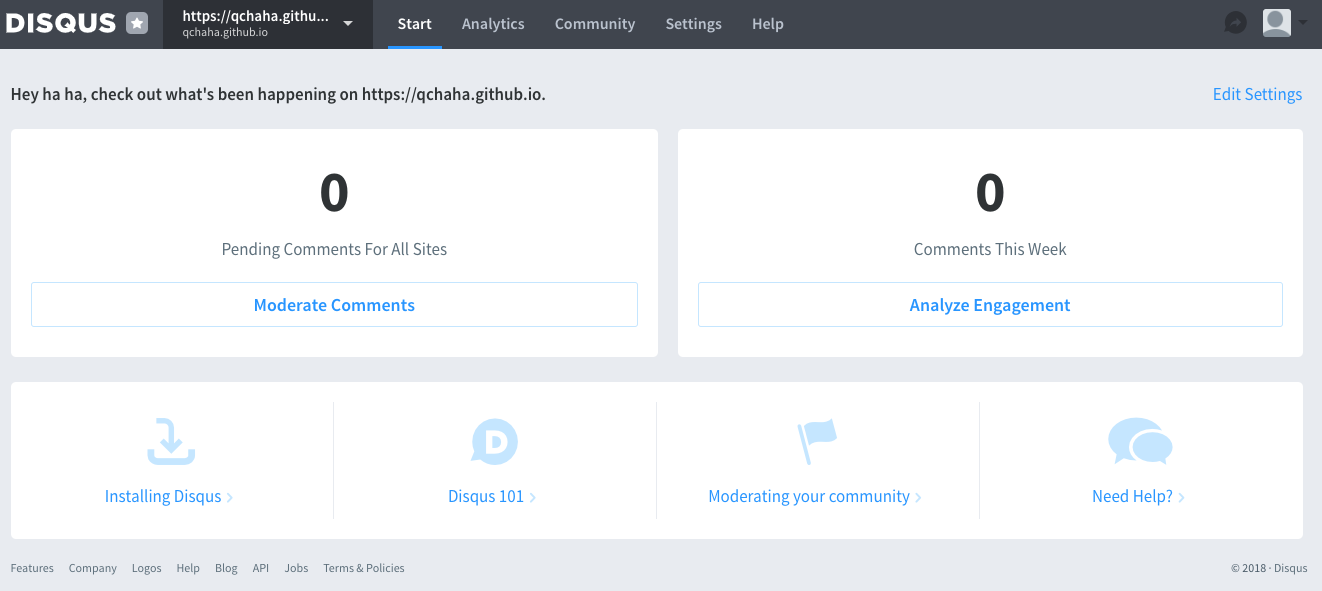 DISQUS
https://qchaha.githu...
qchaha.github.io
Start
Analytics
Community
Settings
Help
Hey ha ha, check out what's been happening on https://qchaha.github.io.
Edit Settings
0
Pending Comments For All Sites
Moderate Comments
0
Comments This Week
Analyze Engagement
D
Installing Disqus
Disqus 101
Moderating your community
Need Help?
Features
Company
Logos
Help
Blog
API
Jobs
Terms & Policies
© 2018 · Disqus